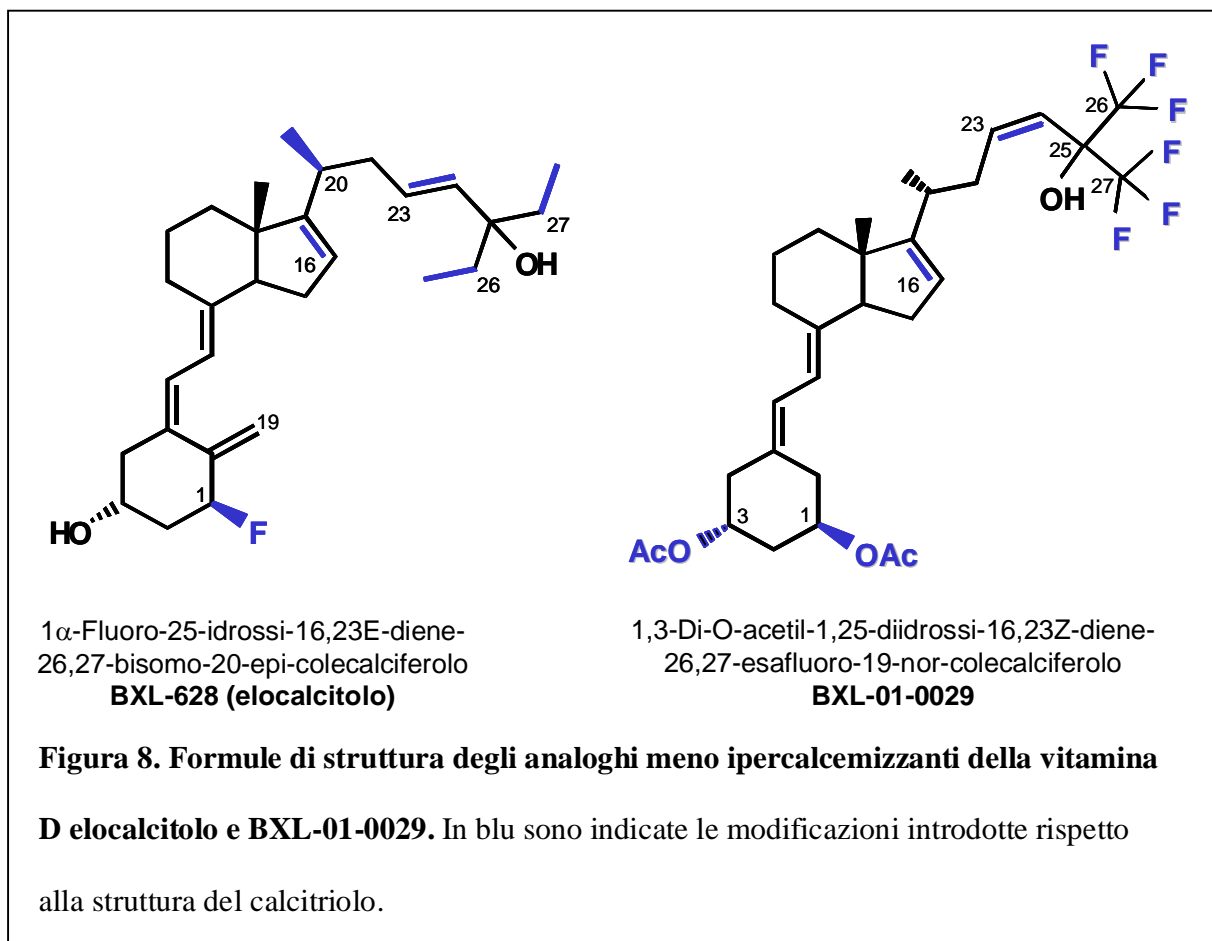 F
F
26
F
23
25
F
27
OH
F
F
20
23
27
16
OH
26
16
19
1
HO
F
3
1
AcO
OAc
1α-Fluoro-25-idrossi-16,23E-diene-
26,27-bisomo-20-epi-colecalciferolo
BXL-628 (elocalcitolo)
1,3-Di-O-acetil-1,25-diidrossi-16,23Z-diene-
26,27-esafluoro-19-nor-colecalciferolo
BXL-01-0029
Figura 8. Formule di struttura degli analoghi meno ipercalcemizzanti della vitamina
D elocalcitolo e BXL-01-0029. In blu sono indicate le modificazioni introdotte rispetto
alla struttura del calcitriolo.